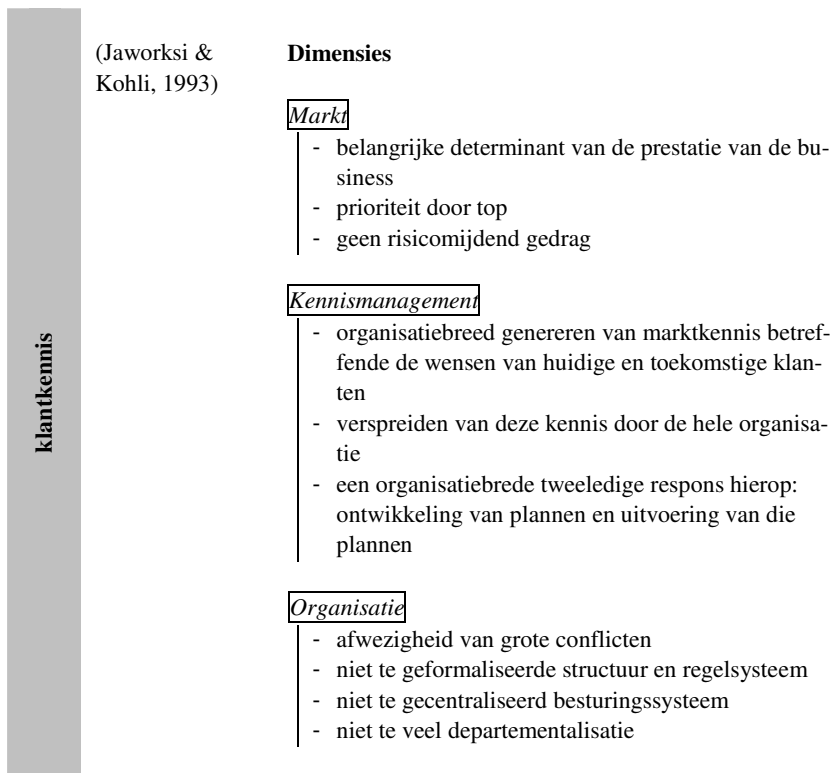 klantkennis
(Jaworksi &
Kohli, 1993)
Dimensies
Markt
- belangrijke determinant van de prestatie van de bu-
siness
- prioriteit door top
- geen risicomijdend gedrag
Kennismanagement
- organisatiebreed genereren van marktkennis betref-
fende de wensen van huidige en toekomstige klan-
ten
- verspreiden van deze kennis door de hele organisa-
tie
- een organisatiebrede tweeledige respons hierop:
ontwikkeling van plannen en uitvoering van die
plannen
Organisatie
- afwezigheid van grote conflicten
- niet te geformaliseerde structuur en regelsysteem
- niet te gecentraliseerd besturingssysteem
- niet te veel departementalisatie